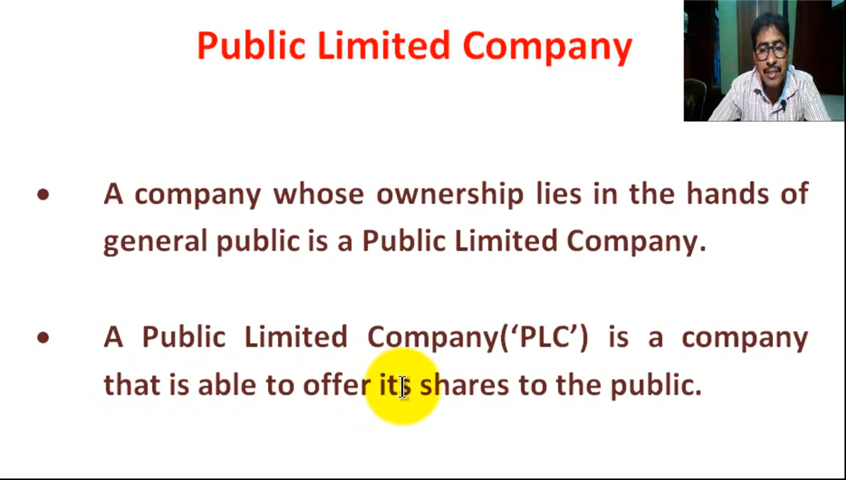 Public Limited Company
• A company whose ownership lies in the hands of
general public is a Public Limited Company.
• A Public Limited Company(‘PLC’) is a company
that is able to offer its shares to the public.